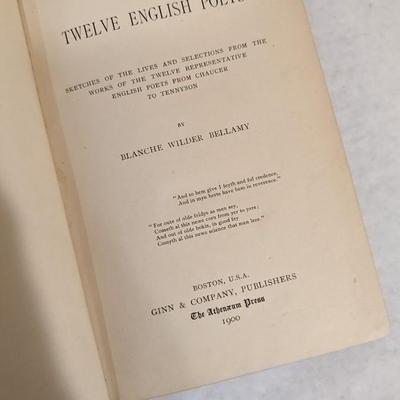 TWELVE ENGLISH POETS
SKETCHES OF THE LIVES AND SELECTIONS FROM THE
WORKS OF THE TWELVE REPRESENTATIVE
ENGLISH POETS FROM CHAUCER
TO TENNYSON
BY
BLANCHE WILDER BELLAMY
"And to hem give I feyth and ful credence,
And in myn herte have hem in reverence."
"For oute of olde feldys as men sey,
Comyth al this newe corn from yer to yere;
And out of olde bokis, in good fey
Comyth al this newe science that men lere."
BOSTON, U.S.A.
GINN & COMPANY, PUBLISHERS
The Athenæum Press
1900